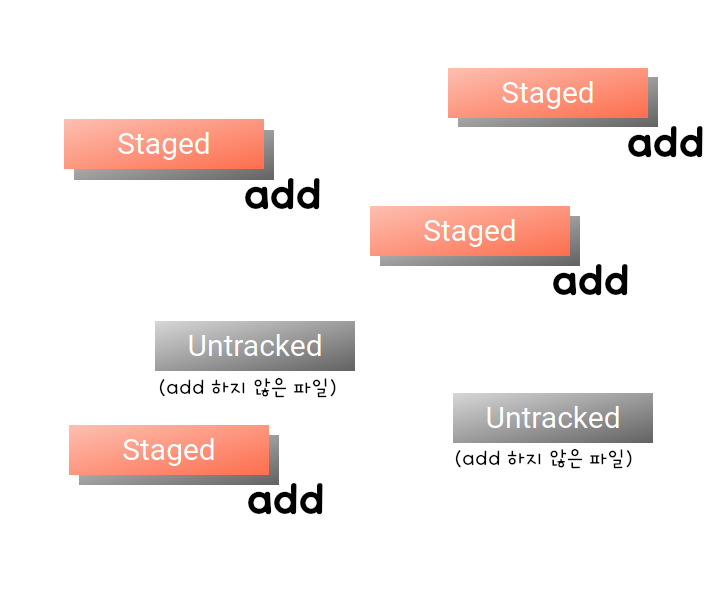 Staged
add
Staged
add
Staged
add
Untracked
(add 하지 않은 파일)
Untracked
(add 하지 않은 파일)
Staged
add